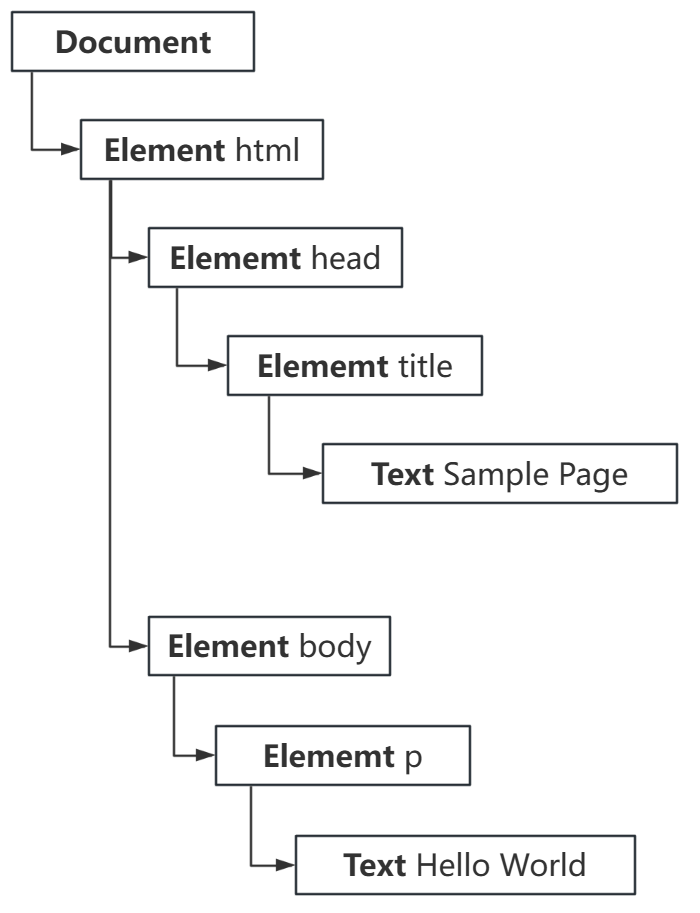 Document
Element html
Elememt head
Elememt title
Text Sample Page
Element body
Elememt p
Text Hello World